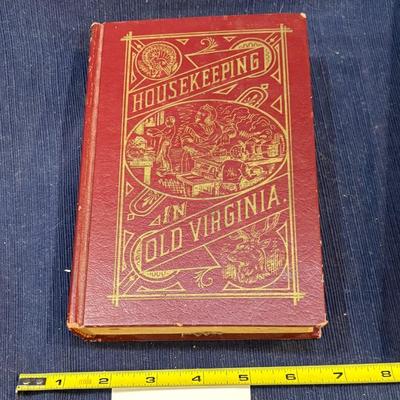 HOUSEKEEPING
IN
OLD VIRGINIA.
1 2 3 4 5 6 7 8